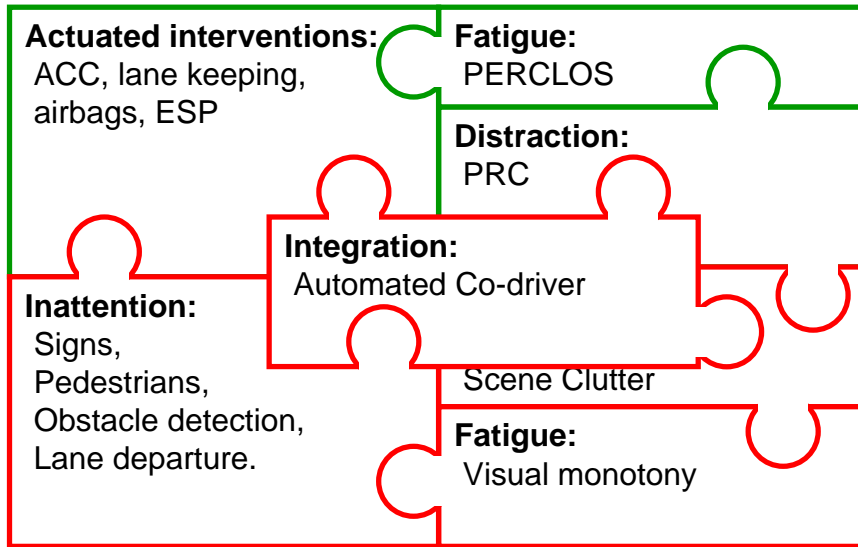 Actuated interventions:
ACC, lane keeping,
airbags, ESP
Fatigue:
PERCLOS
Distraction:
PRC
Integration:
Automated Co-driver
Inattention:
Signs,
Pedestrians,
Obstacle detection,
Lane departure.
Scene Clutter
Fatigue:
Visual monotony